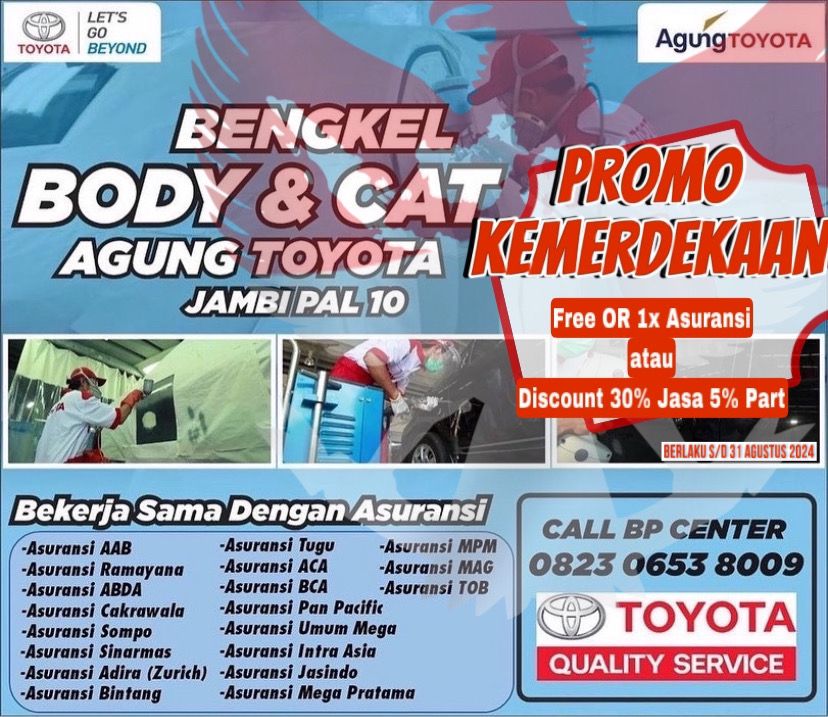 TOYOTA
LET'S
GO
BEYOND
AgungTOYOTA
BENGKEL
BODY & CAT
AGUNG TOYOTA
JAMBI PAL 10
PROMO
KEMERDEKAAN
Free OR 1x Asuransi
atau
Discount 30% Jasa 5% Part
BERLAKU S/D 31 AGUSTUS 2024
Bekerja Sama Dengan Asuransi
-Asuransi AAB
-Asuransi Ramayana
-Asuransi ABDA
-Asuransi Cakrawala
-Asuransi Sompo
-Asuransi Sinarmas
-Asuransi Adira (Zurich)
-Asuransi Bintang
-Asuransi Tugu
-Asuransi ACA
-Asuransi BCA
-Asuransi Pan Pacific
-Asuransi Umum Mega
-Asuransi Intra Asia
-Asuransi Jasindo
-Asuransi Mega Pratama
-Asuransi MPM
-Asuransi MAG
-Asuransi TOB
CALL BP CENTER
0823 0653 8009
TOYOTA
QUALITY SERVICE